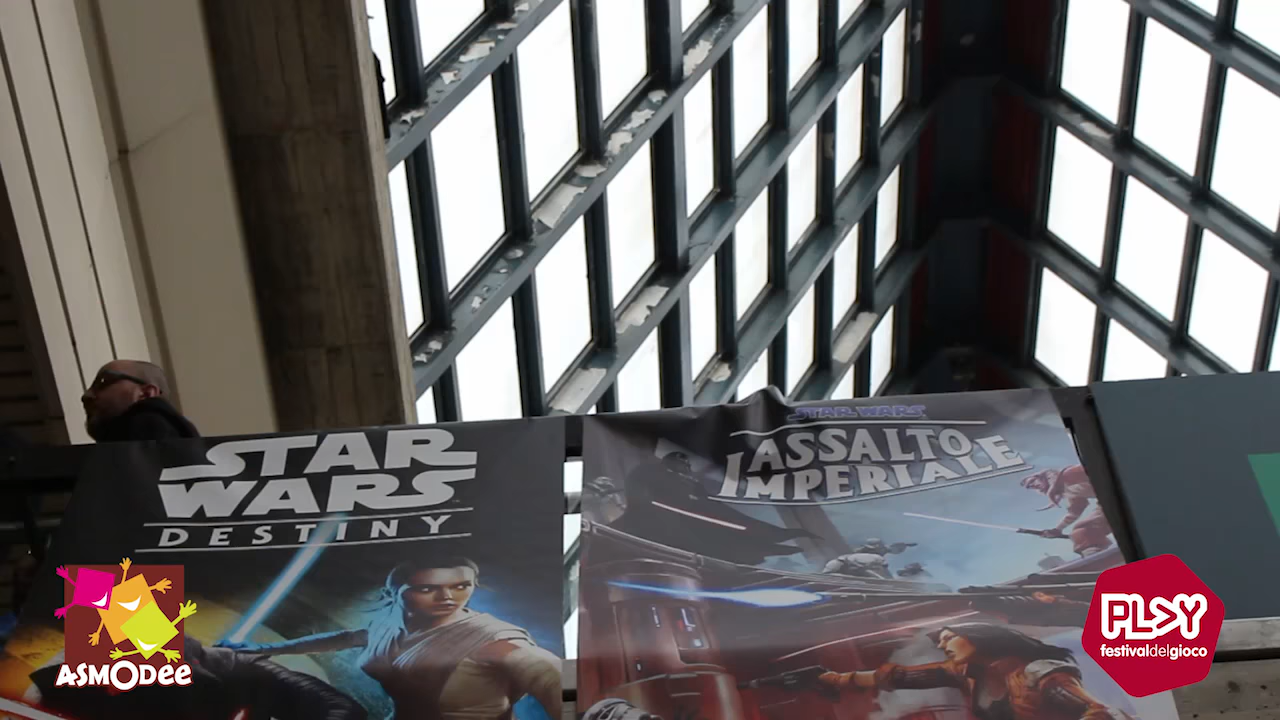 STAR
WARS
DESTINY
STAR WARS
ASSALTO
IMPERIALE
ASMODee
PLAY
festivaldelgioco